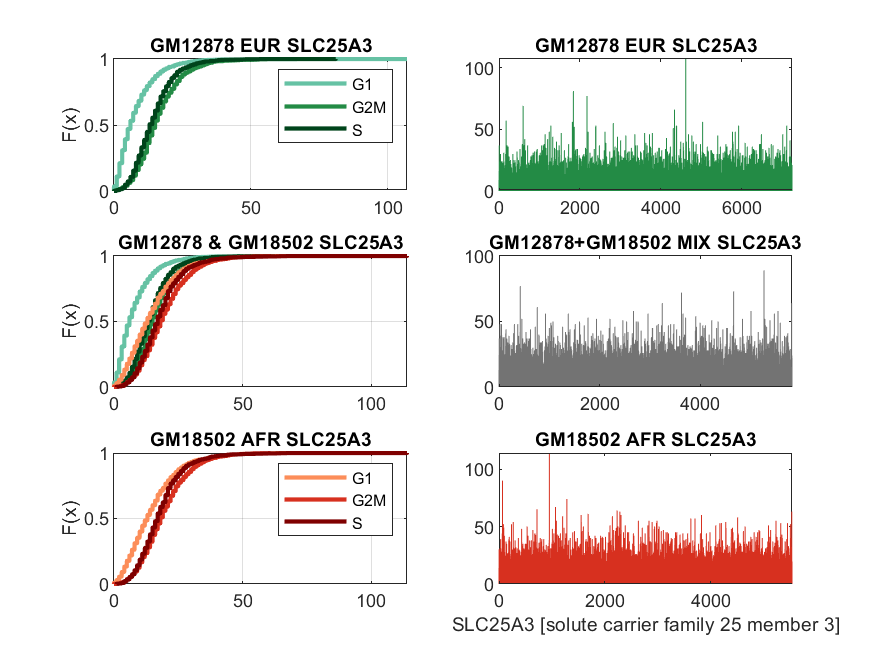 GM12878 EUR SLC25A3
F(x)
1
0.5
0
0
50
100
G1
G2M
S
GM12878 EUR SLC25A3
100
50
0
0
2000
4000
6000
GM12878 & GM18502 SLC25A3
F(x)
1
0.5
0
0
50
100
GM12878+GM18502 MIX SLC25A3
100
50
0
0
2000
4000
GM18502 AFR SLC25A3
F(x)
1
0.5
0
0
50
100
G1
G2M
S
GM18502 AFR SLC25A3
100
50
0
0
2000
4000
SLC25A3 [solute carrier family 25 member 3]